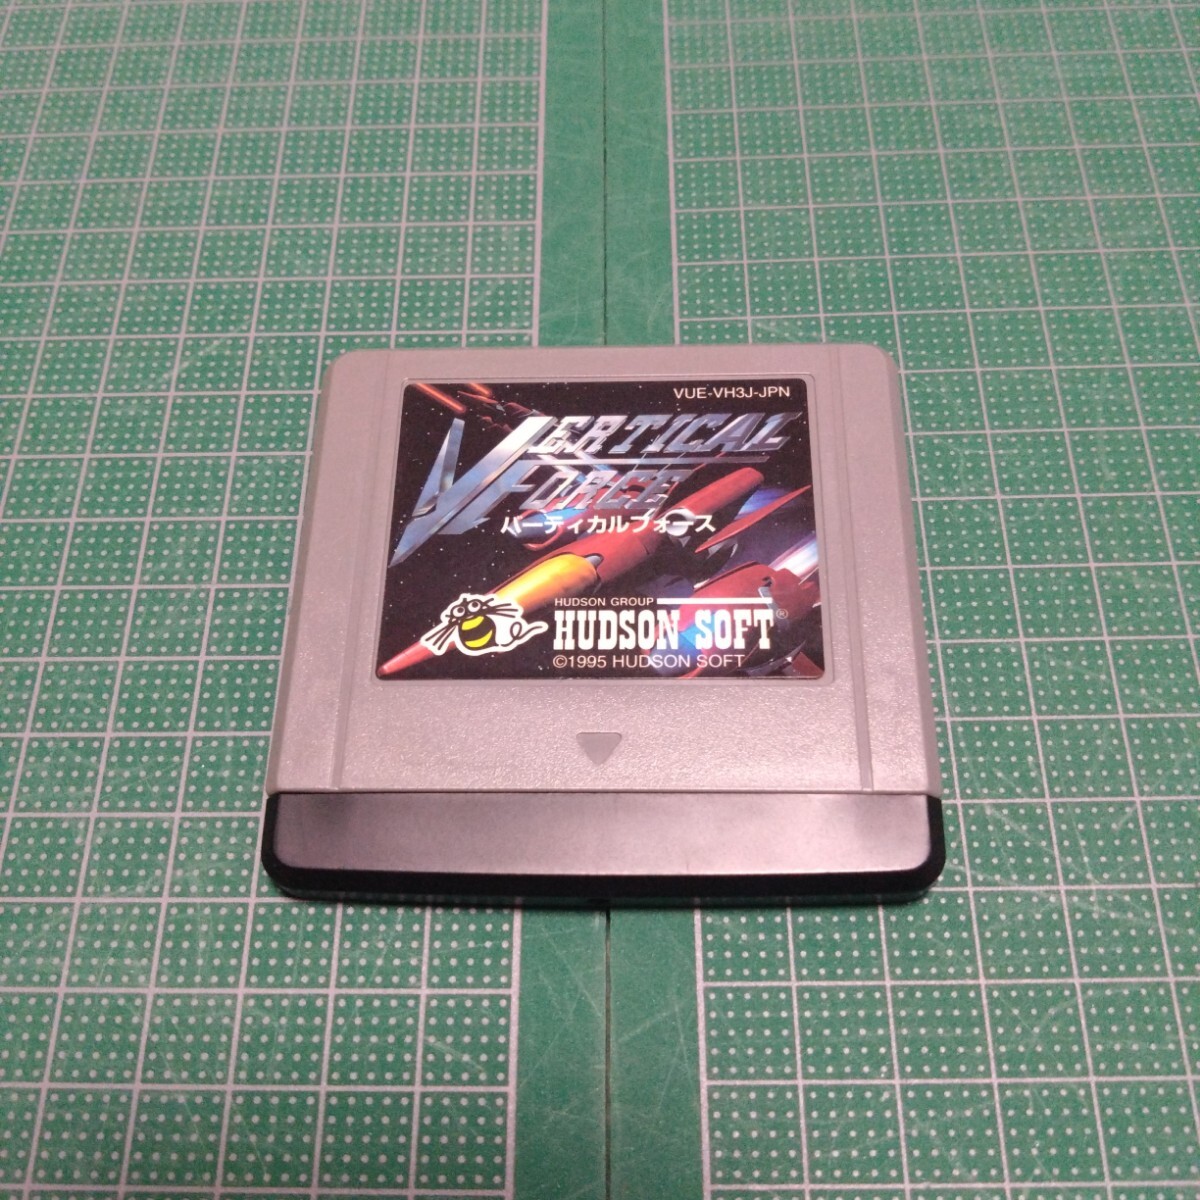 VUE-VH3J-JPN
VERTICAL
FORCE
バーティカルフォース
HUDSON GROUP
HUDSON SOFT®
©1995 HUDSON SOFT